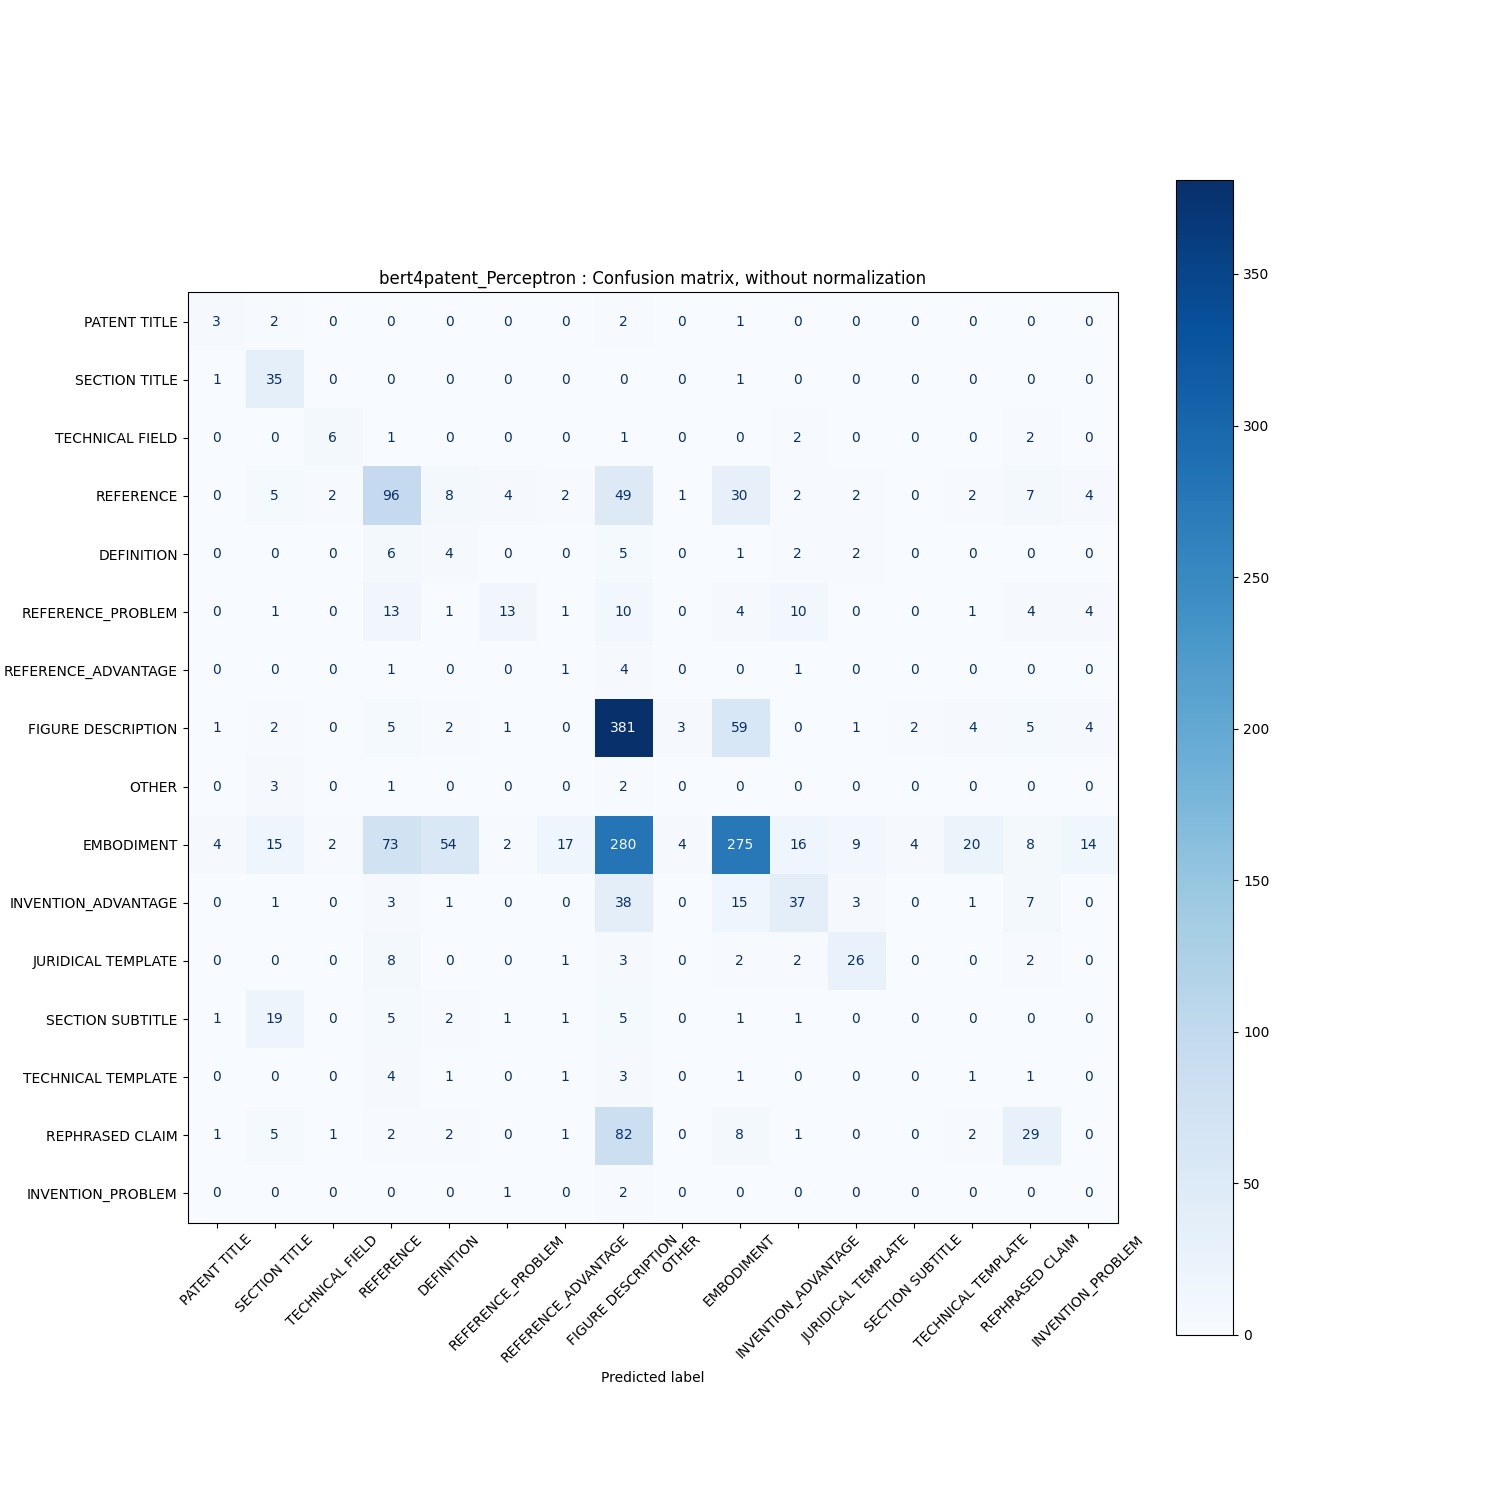 bert4patent_Perceptron : Confusion matrix, without normalization
PATENT TITLE 3 2 0 0 0 0 0 2 0 1 0 0 0 0 0 0
SECTION TITLE 1 35 0 0 0 0 0 0 0 1 0 0 0 0 0 0
TECHNICAL FIELD 0 0 6 1 0 0 0 1 0 0 2 0 0 0 2 0
REFERENCE 0 5 2 96 8 4 2 49 1 30 2 2 0 2 7 4
DEFINITION 0 0 0 6 4 0 0 5 0 1 2 2 0 0 0 0
REFERENCE_PROBLEM 0 1 0 13 1 13 1 10 0 4 10 0 0 1 4 4
REFERENCE_ADVANTAGE 0 0 0 1 0 0 1 4 0 0 1 0 0 0 0 0
FIGURE DESCRIPTION 1 2 0 5 2 1 0 381 3 59 0 1 2 4 5 4
OTHER 0 3 0 1 0 0 0 2 0 0 0 0 0 0 0 0
EMBODIMENT 4 15 2 73 54 2 17 280 4 275 16 9 4 20 8 14
INVENTION_ADVANTAGE 0 1 0 3 1 0 0 38 0 15 37 3 0 1 7 0
JURIDICAL TEMPLATE 0 0 0 8 0 0 1 3 0 2 2 26 0 0 2 0
SECTION SUBTITLE 1 19 0 5 2 1 1 5 0 1 1 0 0 0 0 0
TECHNICAL TEMPLATE 0 0 0 4 1 0 1 3 0 1 0 0 0 1 1 0
REPHRASED CLAIM 1 5 1 2 2 0 1 82 0 8 1 0 0 2 29 0
INVENTION_PROBLEM 0 0 0 0 0 1 0 2 0 0 0 0 0 0 0 0
PATENT TITLE
SECTION TITLE
TECHNICAL FIELD
REFERENCE
DEFINITION
REFERENCE_PROBLEM
REFERENCE_ADVANTAGE
FIGURE DESCRIPTION
OTHER
EMBODIMENT
INVENTION_ADVANTAGE
JURIDICAL TEMPLATE
SECTION SUBTITLE
TECHNICAL TEMPLATE
REPHRASED CLAIM
INVENTION_PROBLEM
Predicted label
350
300
250
200
150
100
50
0